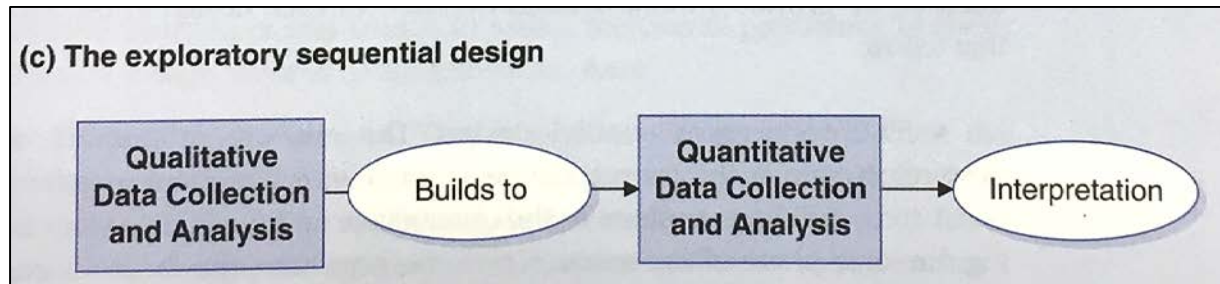 (c) The exploratory sequential design
Qualitative
Data Collection
and Analysis
Builds to
Quantitative
Data Collection
and Analysis
Interpretation